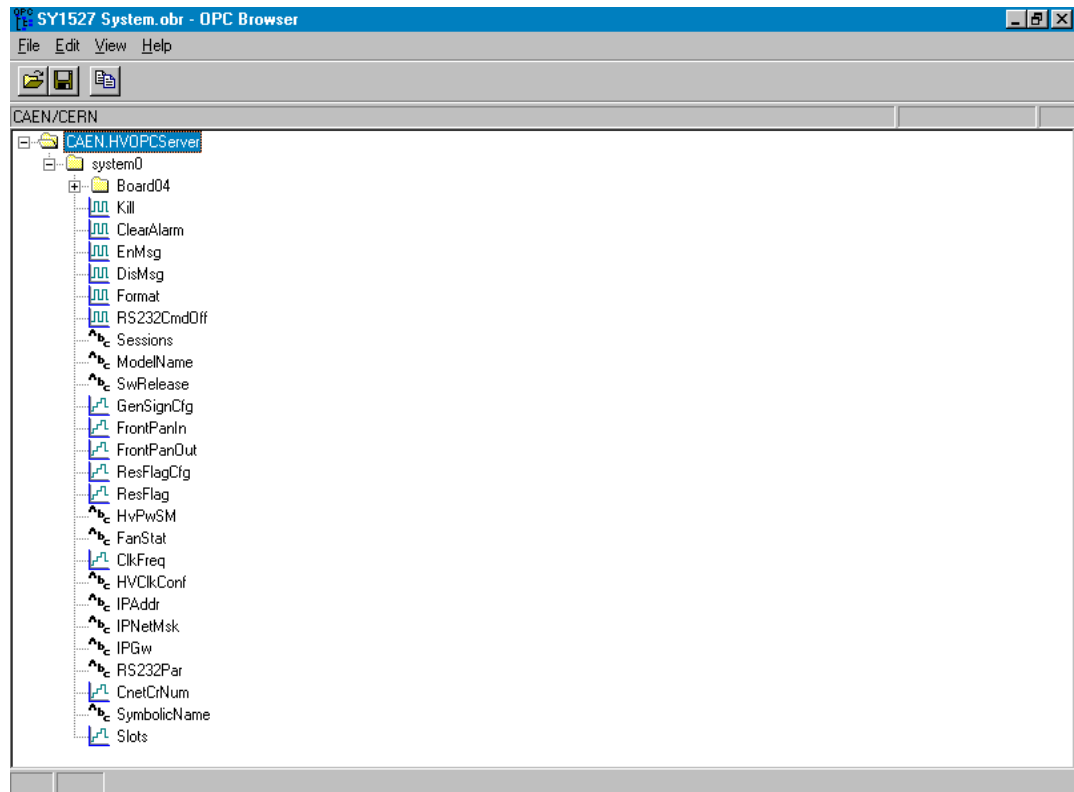 SY1527 System.obr - OPC Browser
File Edit View Help
CAEN/CERN
CAEN.HVOPCServer
system0
Board04
Kill
ClearAlarm
EnMsg
DisMsg
Format
RS232CmdOff
Sessions
ModelName
SwRelease
GenSignCfg
FrontPanIn
FrontPanOut
ResFlagCfg
ResFlag
HvPwSM
FanStat
ClkFreq
HVClkConf
IPAddr
IPNetMsk
IPGw
RS232Par
CnetCrNum
SymbolicName
Slots